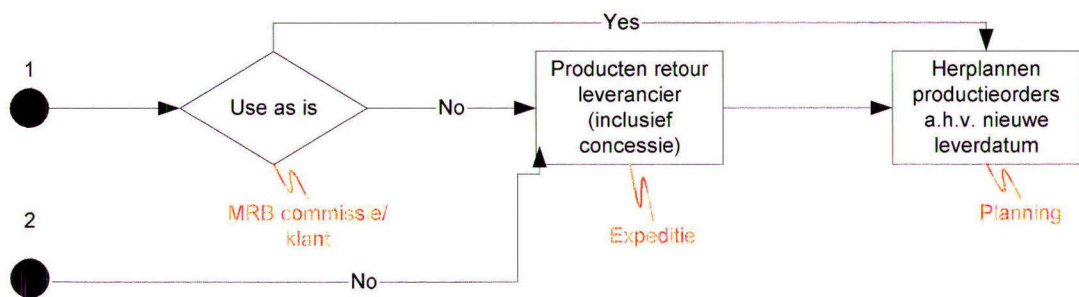 Yes
1
Use as is
No
Producten retour
leverancier
(inclusief
concessie)
Herplannen
productieorders
a.h.v. nieuwe
leverdatum
MRB commissie/
klant
Expeditie
Planning
2
No